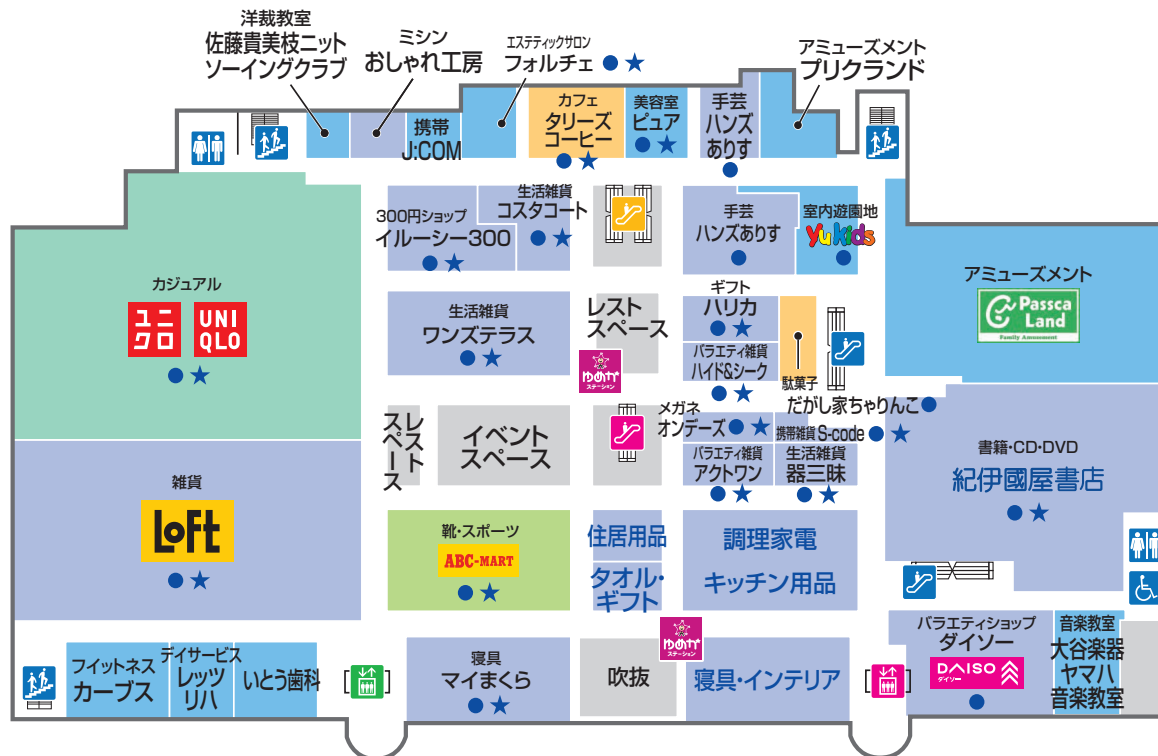 洋裁教室
佐藤貴美枝ニット
ソーイングクラブ
ミシン
おしゃれ工房
エステティックサロン
フォルチェ ●★
アミューズメント
プリクランド
携帯
J:COM
カフェ
タリーズ
コーヒー
●★
美容室
ピュア
●★
手芸
ハンズ
ありす
●
300円ショップ
イルーシー300
●★
生活雑貨
コスタコート
●★
手芸
ハンズありす
●
室内遊園地
YuKids
●
カジュアル
ユニ
クロ
UNI
QLO
●★
生活雑貨
ワンズテラス
●★
レスト
スペース
ゆめか
ステーション
ギフト
ハリカ
●★
バラエティ雑貨
ハイド&シーク
●★
駄菓子
だがし家ちゃりんこ●
アミューズメント
Passca
Land
Family Amusement
レスト
スペース
イベント
スペース
メガネ
オンデーズ●★
携帯雑貨 S-code●★
バラエティ雑貨
アクトワン
●★
生活雑貨
器三昧
●★
書籍・CD・DVD
紀伊國屋書店
●★
雑貨
LOFT
●★
靴・スポーツ
ABC-MART
●★
住居用品
タオル・
ギフト
調理家電
キッチン用品
フィットネス
カーブス
デイサービス
レッツ
リハ
いとう歯科
寝具
マイまくら
●★
吹抜
ゆめか
ステーション
寝具・インテリア
バラエティショップ
ダイソー
DAISO
ダイソー
●
音楽教室
大谷楽器
ヤマハ
音楽教室